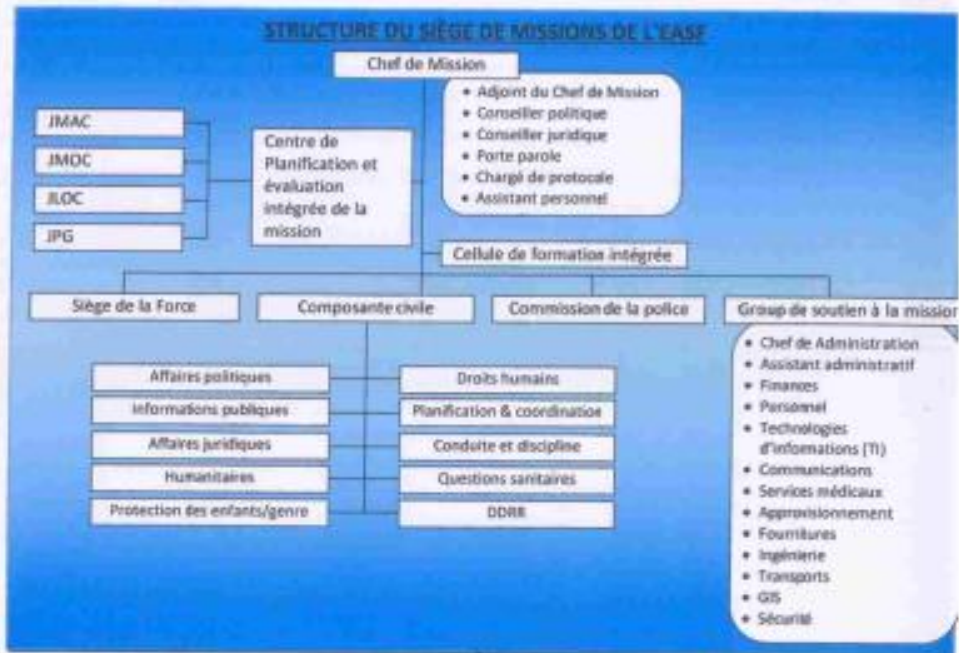 STRUCTURE DU SIÈGE DE MISSIONS DE L'EASF
Chef de Mission
• Adjoint du Chef de Mission
• Conseiller politique
• Conseiller juridique
• Porte parole
• Chargé de protocole
• Assistant personnel
JMAC
JMOC
JLOC
JPG
Centre de
Planification et
évaluation
intégrée de la
mission
Cellule de formation intégrée
Siège de la Force
Composante civile
Commission de la police
Group de soutien à la mission
Affaires politiques
Informations publiques
Affaires juridiques
Humanitaires
Protection des enfants/genre
Droits humains
Planification & coordination
Conduite et discipline
Questions sanitaires
DDRR
• Chef de Administration
• Assistant administratif
• Finances
• Personnel
• Technologies
d'informations (TI)
• Communications
• Services médicaux
• Approvisionnement
• Fournitures
• Ingénierie
• Transports
• GIS
• Sécurité